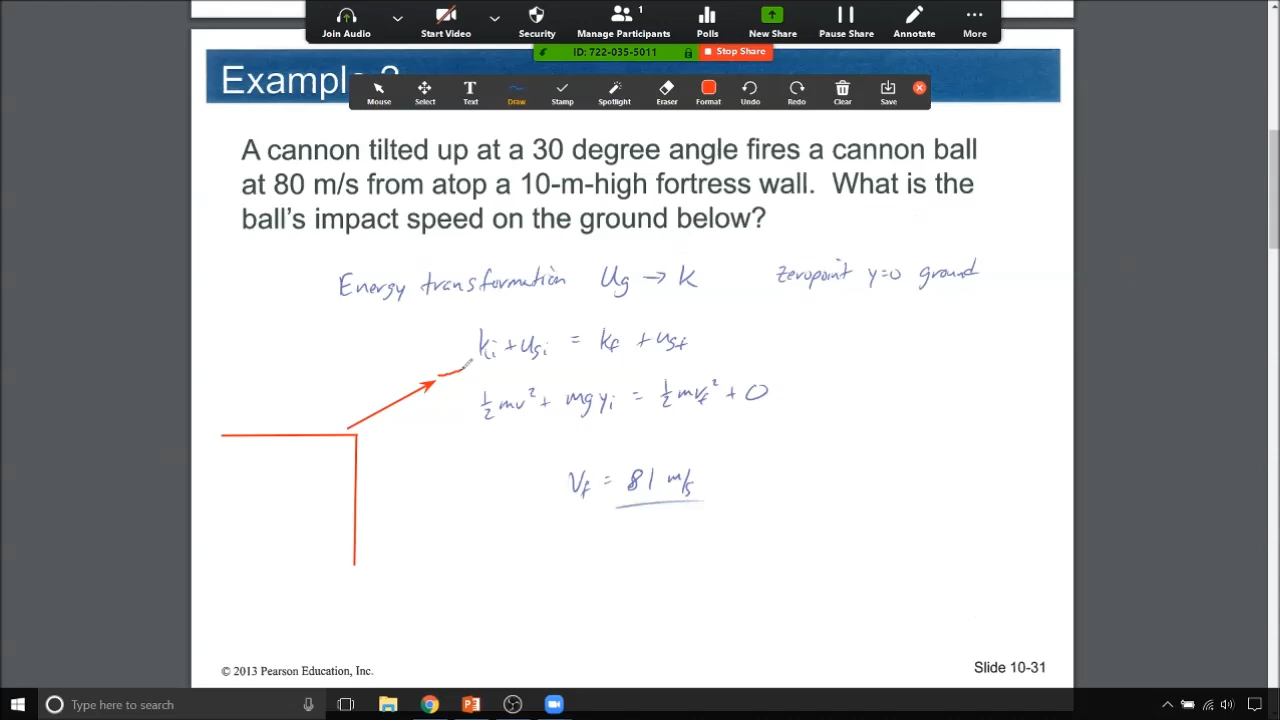 1
Join Audio Start Video Security Manage Participants Polls New Share Pause Share Annotate More
ID: 722-035-5011 Stop Share
Exampl
Mouse Select Text Draw Stamp Spotlight Eraser Format Undo Redo Clear Save
A cannon tilted up at a 30 degree angle fires a cannon ball
at 80 m/s from atop a 10-m-high fortress wall. What is the
ball's impact speed on the ground below?
Energy transformation Ug → K zeropoint y=0 ground
Ki + Ugi = Kf + Ugf
½mv² + mgyi = ½mvf² + 0
Vf = 81 m/s
© 2013 Pearson Education, Inc. Slide 10-31
Type here to search